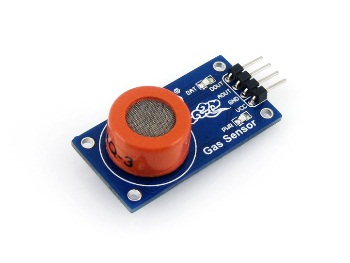 DAT
DOUT
AOUT
GND
VCC
PWR
Gas Sensor
Q-3